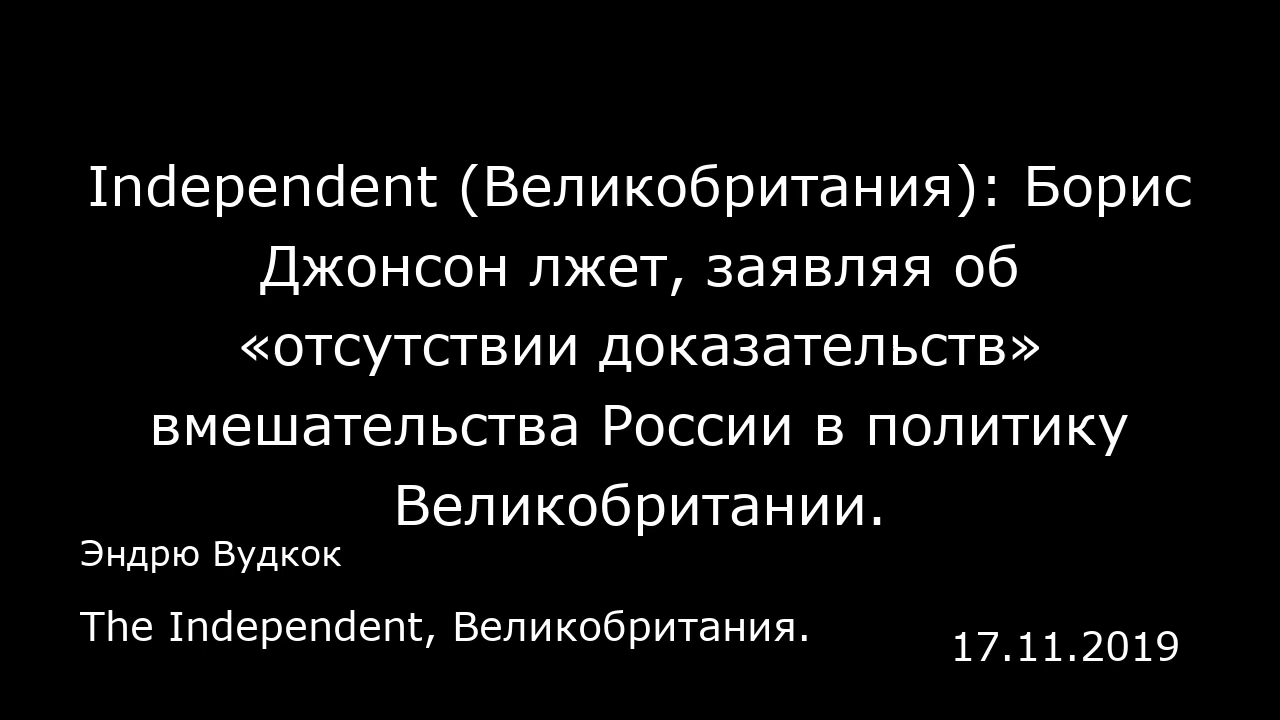 Independent (Великобритания): Борис
Джонсон лжет, заявляя об
«отсутствии доказательств»
вмешательства России в политику
Великобритании.
Эндрю Вудкок
The Independent, Великобритания.
17.11.2019